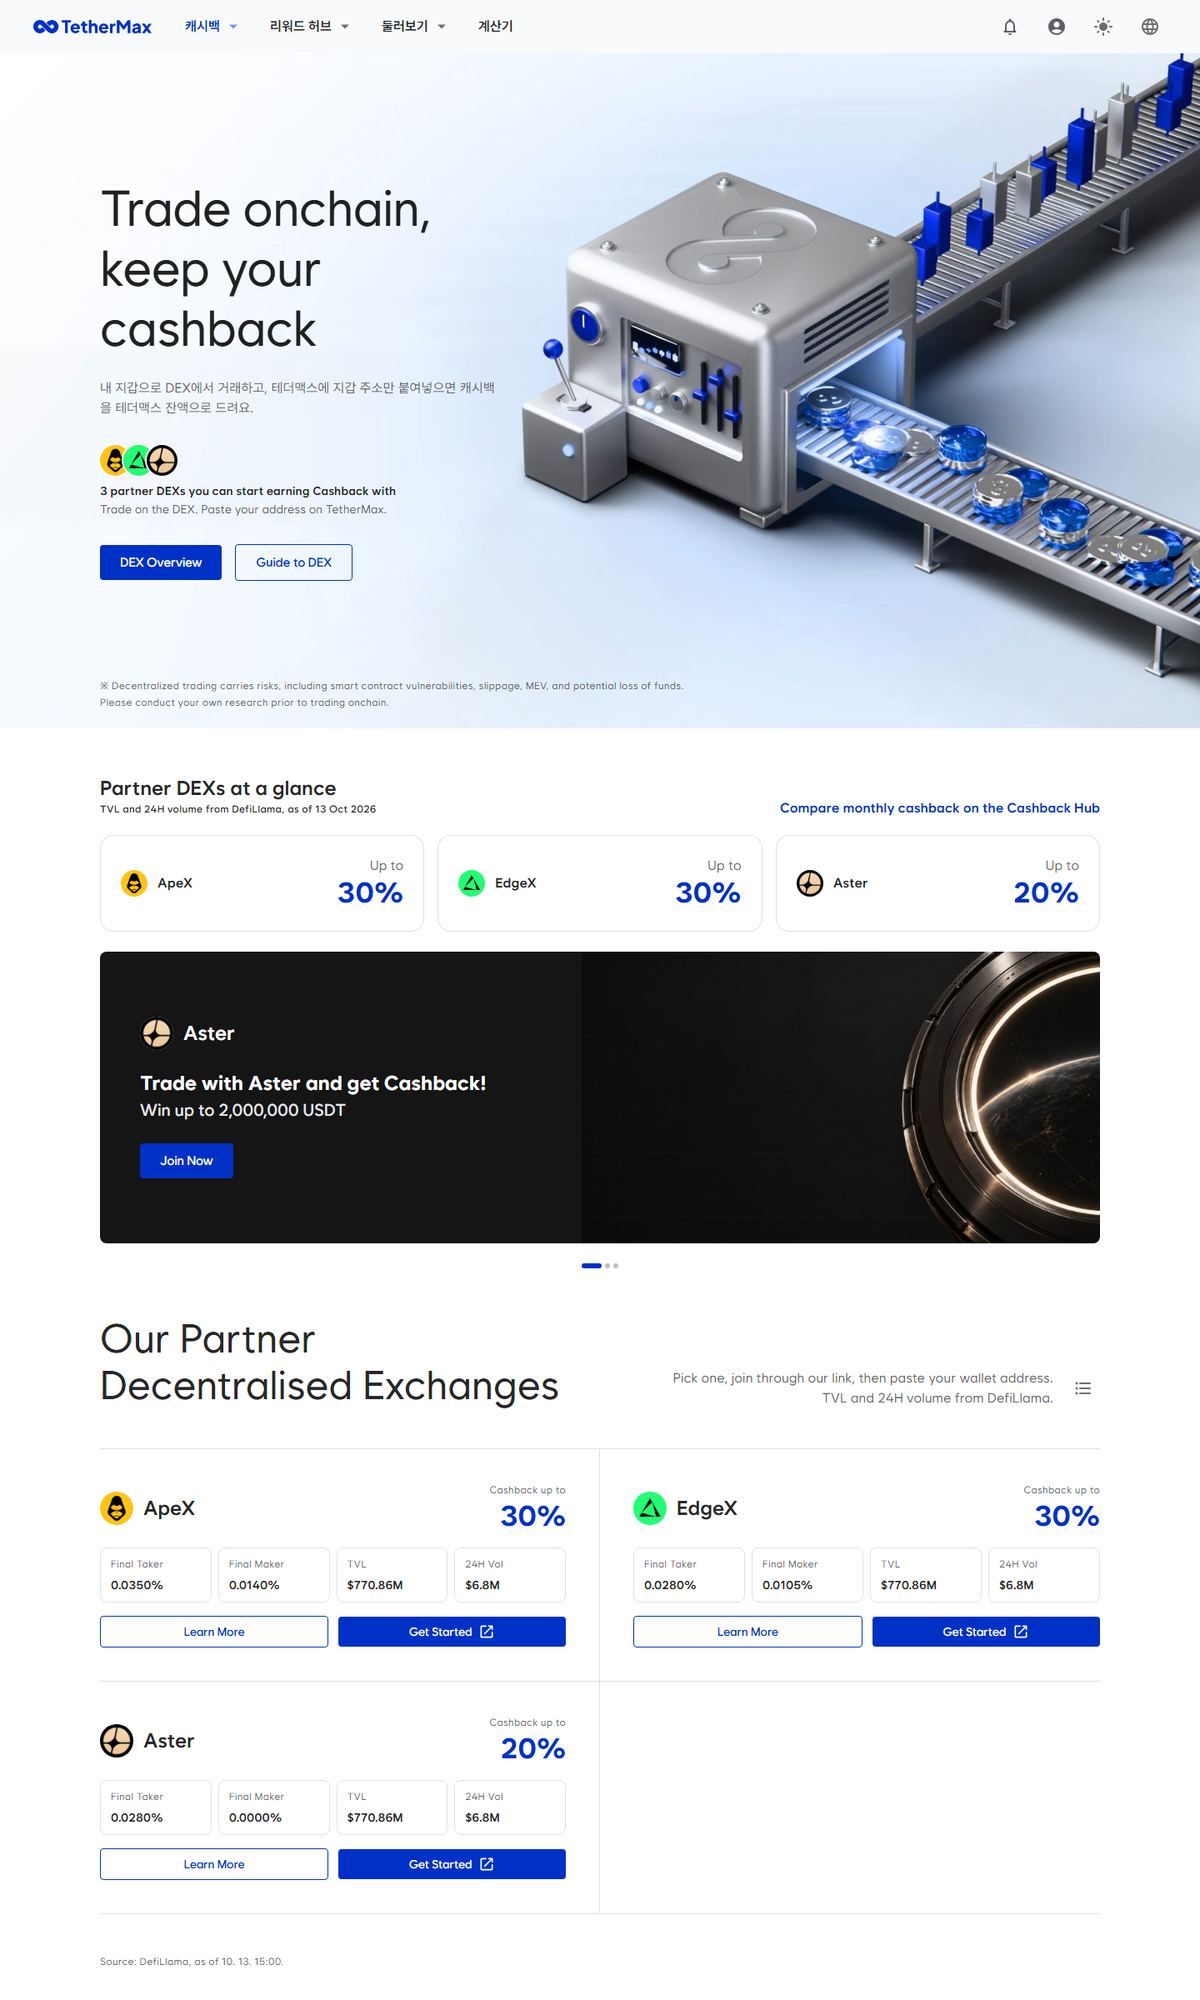 TetherMax
캐시백
리워드 허브
둘러보기
계산기
Trade onchain,
keep your
cashback
내 지갑으로 DEX에서 거래하고, 테더맥스에 지갑 주소만 붙여넣으면 캐시백
을 테더맥스 잔액으로 드려요.
3 partner DEXs you can start earning Cashback with
Trade on the DEX. Paste your address on TetherMax.
DEX Overview
Guide to DEX
※ Decentralized trading carries risks, including smart contract vulnerabilities, slippage, MEV, and potential loss of funds.
Please conduct your own research prior to trading onchain.
Partner DEXs at a glance
TVL and 24H volume from DefiLlama, as of 13 Oct 2026
Compare monthly cashback on the Cashback Hub
ApeX
Up to
30%
EdgeX
Up to
30%
Aster
Up to
20%
Aster
Trade with Aster and get Cashback!
Win up to 2,000,000 USDT
Join Now
Our Partner
Decentralised Exchanges
Pick one, join through our link, then paste your wallet address.
TVL and 24H volume from DefiLlama.
ApeX
Cashback up to
30%
Final Taker
0.0350%
Final Maker
0.0140%
TVL
$770.86M
24H Vol
$6.8M
Learn More
Get Started
EdgeX
Cashback up to
30%
Final Taker
0.0280%
Final Maker
0.0105%
TVL
$770.86M
24H Vol
$6.8M
Learn More
Get Started
Aster
Cashback up to
20%
Final Taker
0.0280%
Final Maker
0.0000%
TVL
$770.86M
24H Vol
$6.8M
Learn More
Get Started
Source: DefiLlama, as of 10. 13. 15:00.